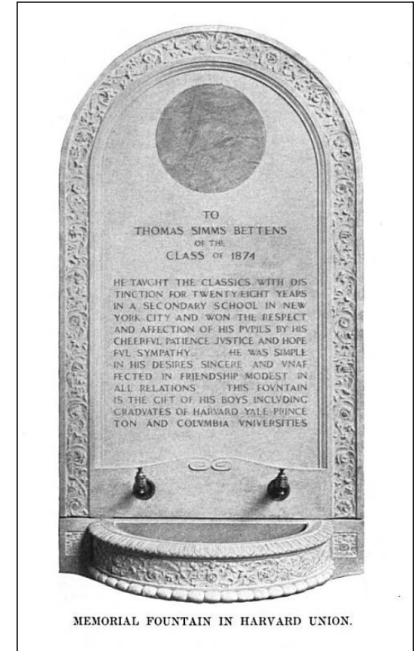 TO
THOMAS SIMMS BETTENS
OF THE
CLASS OF 1874
HE TAVGHT THE CLASSICS WITH DIS
TINCTION FOR TWENTY EIGHT YEARS
IN A SECONDARY SCHOOL IN NEW
YORK CITY AND WON THE RESPECT
AND AFFECTION OF HIS PVPILS BY HIS
CHEERFVL PATIENCE JVSTICE AND HOPE
FVL SYMPATHY HE WAS SIMPLE
IN HIS DESIRES SINCERE AND VNAF
FECTED IN FRIENDSHIP MODEST IN
ALL RELATIONS THIS FOVNTAIN
IS THE GIFT OF HIS BOYS INCLVDING
GRADVATES OF HARVARD YALE PRINCE
TON AND COLVMBIA VNIVERSITIES
MEMORIAL FOUNTAIN IN HARVARD UNION.